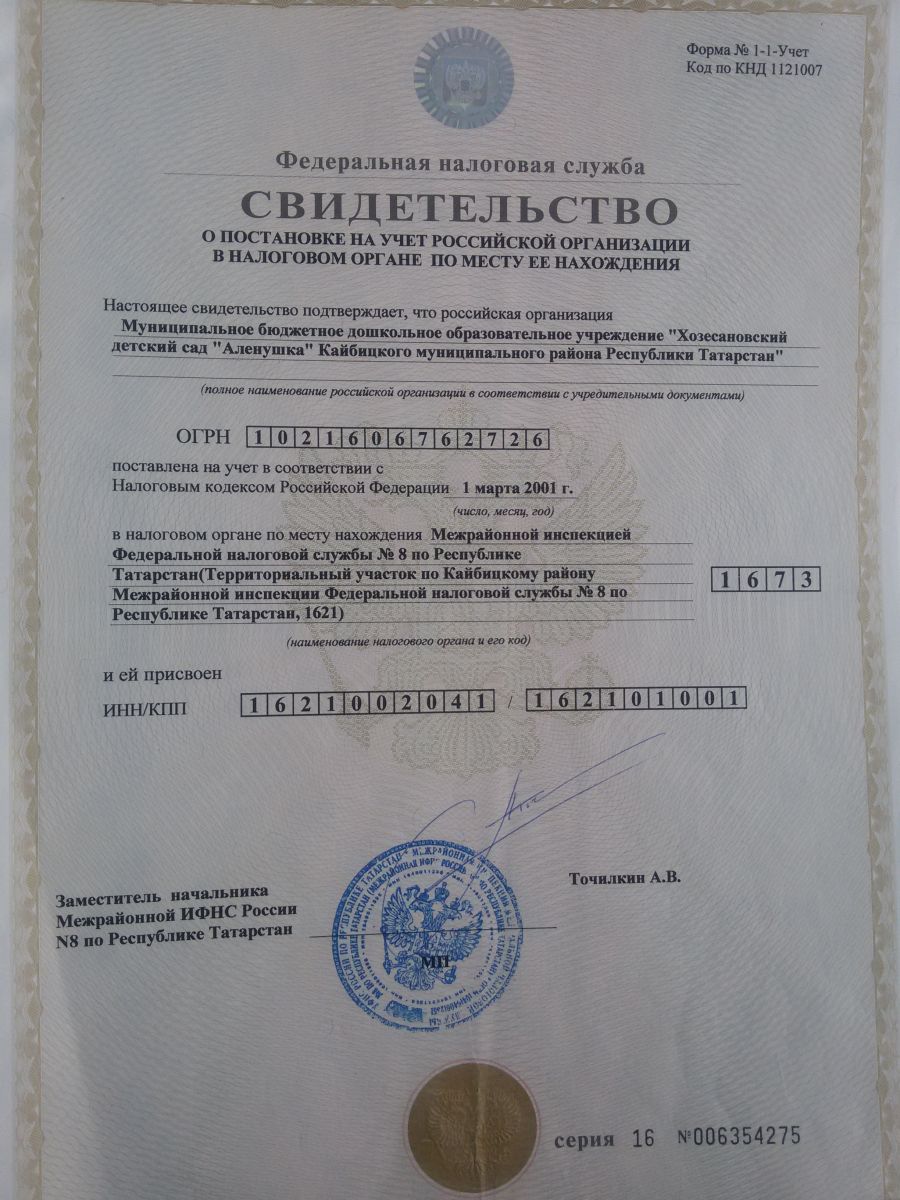 Форма № 1-1-Учет
Код по КНД 1121007
Федеральная налоговая служба
СВИДЕТЕЛЬСТВО
О ПОСТАНОВКЕ НА УЧЕТ РОССИЙСКОЙ ОРГАНИЗАЦИИ
В НАЛОГОВОМ ОРГАНЕ ПО МЕСТУ ЕЕ НАХОЖДЕНИЯ
Настоящее свидетельство подтверждает, что российская организация
Муниципальное бюджетное дошкольное образовательное учреждение "Хозесановский
детский сад "Аленушка" Кайбицкого муниципального района Республики Татарстан"
(полное наименование российской организации в соответствии с учредительными документами)
ОГРН 1021606762726
поставлена на учет в соответствии с
Налоговым кодексом Российской Федерации 1 марта 2001 г.
(число, месяц, год)
в налоговом органе по месту нахождения Межрайонной инспекцией
Федеральной налоговой службы № 8 по Республике
Татарстан(Территориальный участок по Кайбицкому району
1673
Межрайонной инспекции Федеральной налоговой службы № 8 по
Республике Татарстан, 1621)
(наименование налогового органа и его код)
и ей присвоен
ИНН/КПП 1621002041 / 162101001
Заместитель начальника
Межрайонной ИФНС России
N8 по Республике Татарстан
Точилкин А.В.
МП
серия 16 №006354275